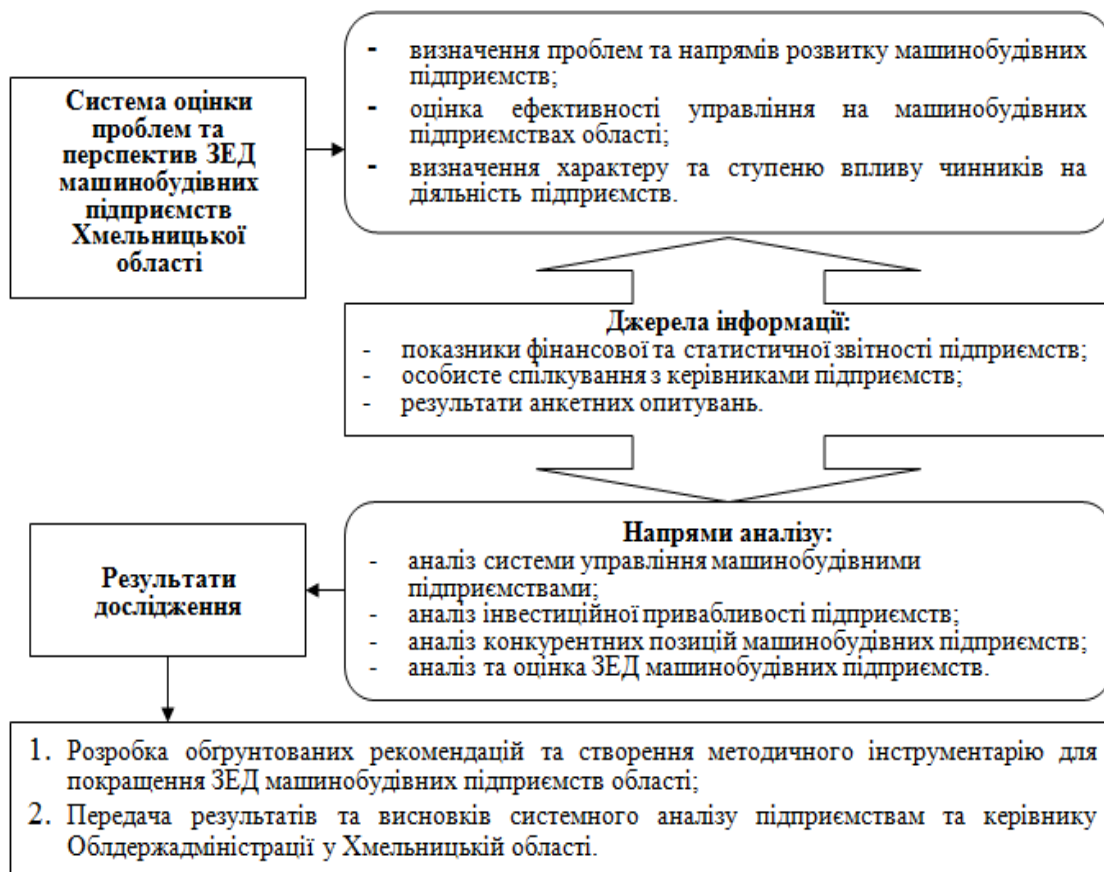 Система оцінки
проблем та
перспектив ЗЕД
машинобудівних
підприємств
Хмельницької
області
- визначення проблем та напрямів розвитку машинобудівних
підприємств;
- оцінка ефективності управління на машинобудівних
підприємствах області;
- визначення характеру та ступеню впливу чинників на
діяльність підприємств.
Джерела інформації:
- показники фінансової та статистичної звітності підприємств;
- особисте спілкування з керівниками підприємств;
- результати анкетних опитувань.
Напрями аналізу:
- аналіз системи управління машинобудівними
підприємствами;
- аналіз інвестиційної привабливості підприємств;
- аналіз конкурентних позицій машинобудівних підприємств;
- аналіз та оцінка ЗЕД машинобудівних підприємств.
Результати
дослідження
1. Розробка обґрунтованих рекомендацій та створення методичного інструментарію для
покращення ЗЕД машинобудівних підприємств області;
2. Передача результатів та висновків системного аналізу підприємствам та керівнику
Облдержадміністрації у Хмельницькій області.